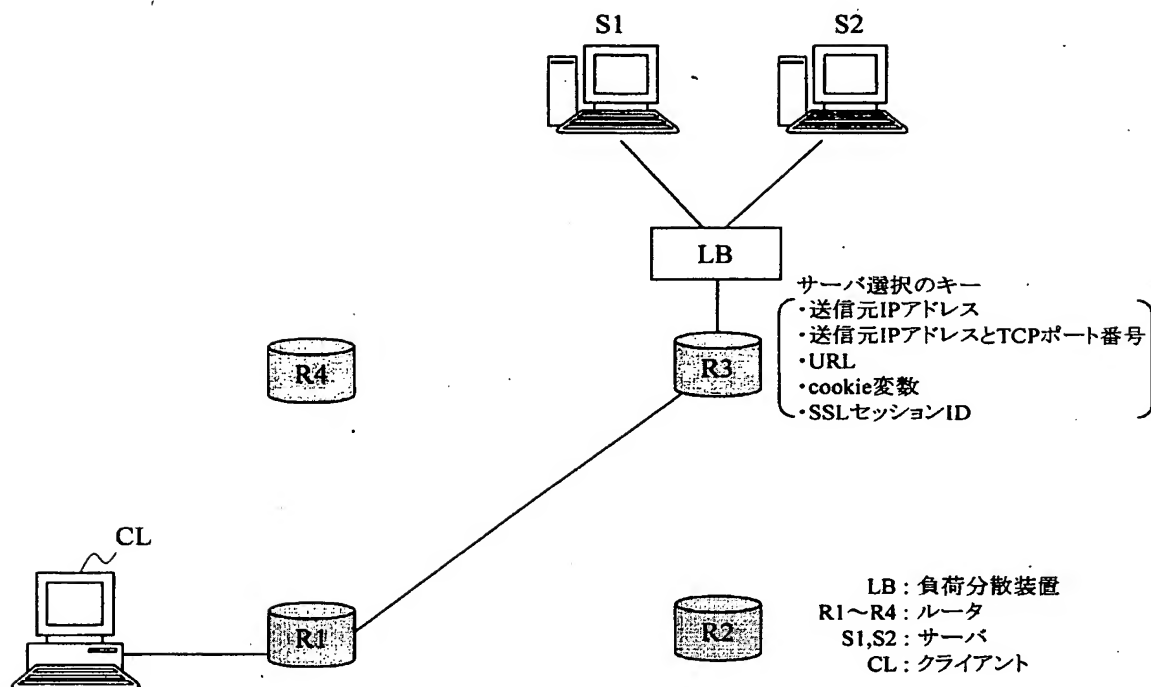 S1
S2
LB
サーバ選択のキー
・送信元IPアドレス
・送信元IPアドレスとTCPポート番号
・URL
・cookie変数
・SSLセッションID
R4
R3
CL
R1
R2
LB : 負荷分散装置
R1～R4 : ルータ
S1,S2 : サーバ
CL : クライアント